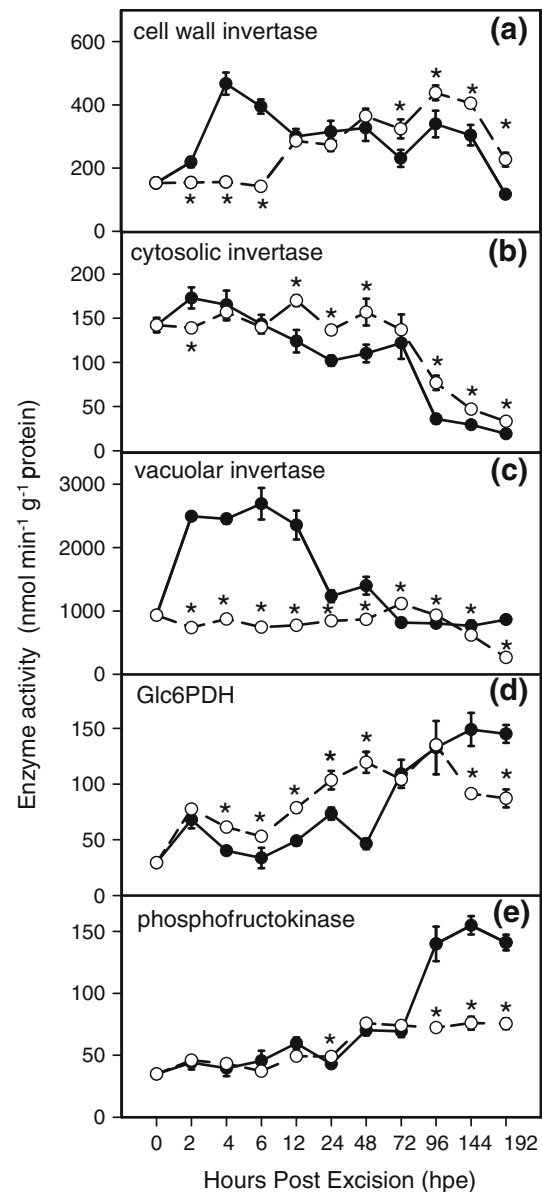 (a)
cell wall invertase
600
400
200
0
* * * * * * *
(b)
cytosolic invertase
200
150
100
50
0
* * * * * * *
(c)
vacuolar invertase
3000
2000
1000
0
* * * * * * * * * *
(d)
Glc6PDH
150
100
50
0
* * * * * * *
(e)
phosphofructokinase
150
100
50
0
* * * *
0 2 4 6 12 24 48 72 96 144 192
Hours Post Excision (hpe)
Enzyme activity (nmol min⁻¹ g⁻¹ protein)